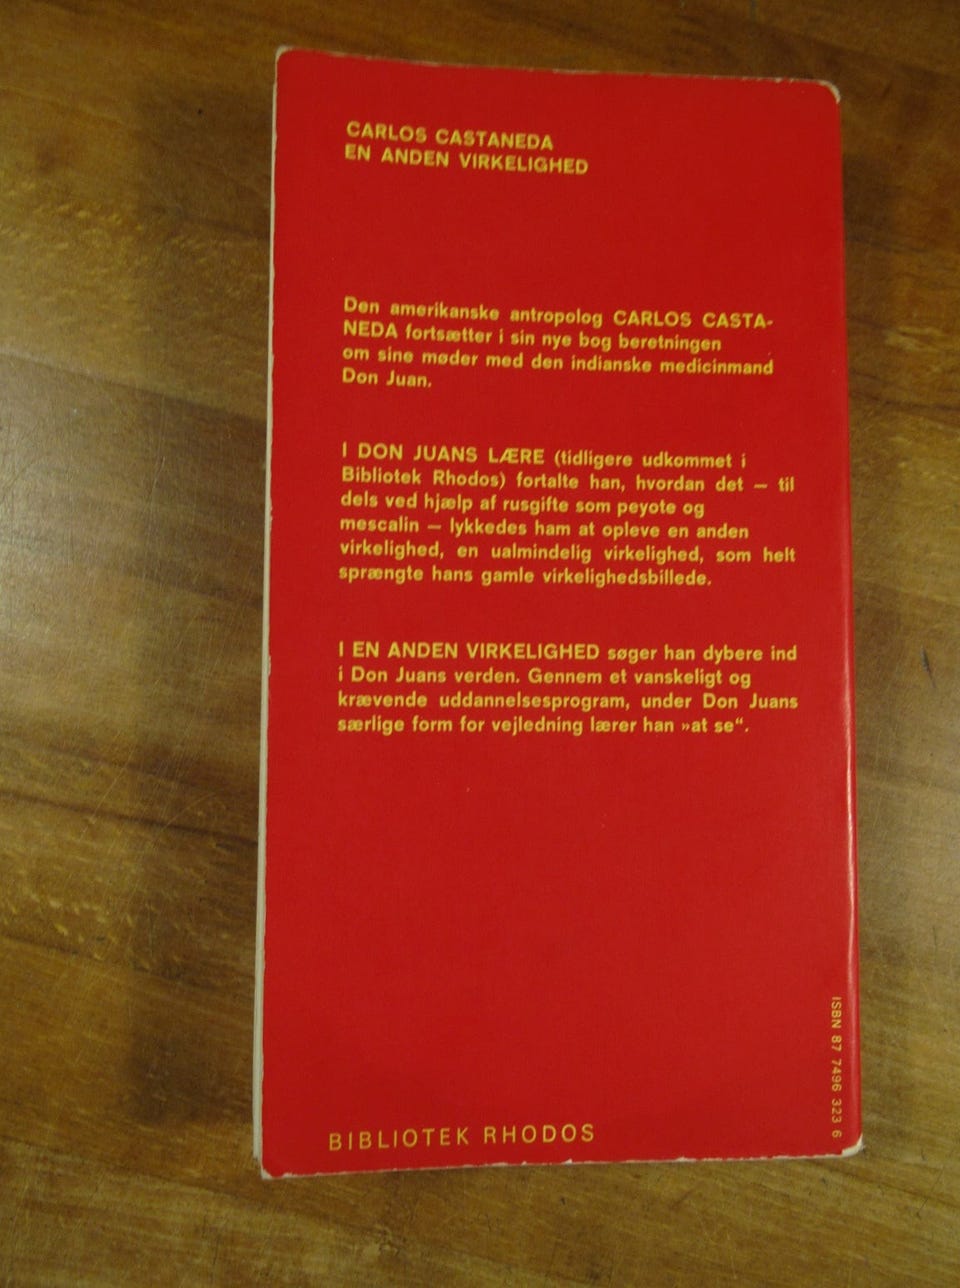 CARLOS CASTANEDA
EN ANDEN VIRKELIGHED
Den amerikanske antropolog CARLOS CASTA-
NEDA fortsætter i sin nye bog beretningen
om sine møder med den indianske medicinmand
Don Juan.
I DON JUANS LÆRE (tidligere udkommet i
Bibliotek Rhodos) fortalte han, hvordan det — til
dels ved hjælp af rusgifte som peyote og
mescalin — lykkedes ham at opleve en anden
virkelighed, en ualmindelig virkelighed, som helt
sprængte hans gamle virkelighedsbillede.
I EN ANDEN VIRKELIGHED søger han dybere ind
i Don Juans verden. Gennem et vanskeligt og
krævende uddannelsesprogram, under Don Juans
særlige form for vejledning lærer han »at se“.
ISBN 87 7496 323 6
BIBLIOTEK RHODOS